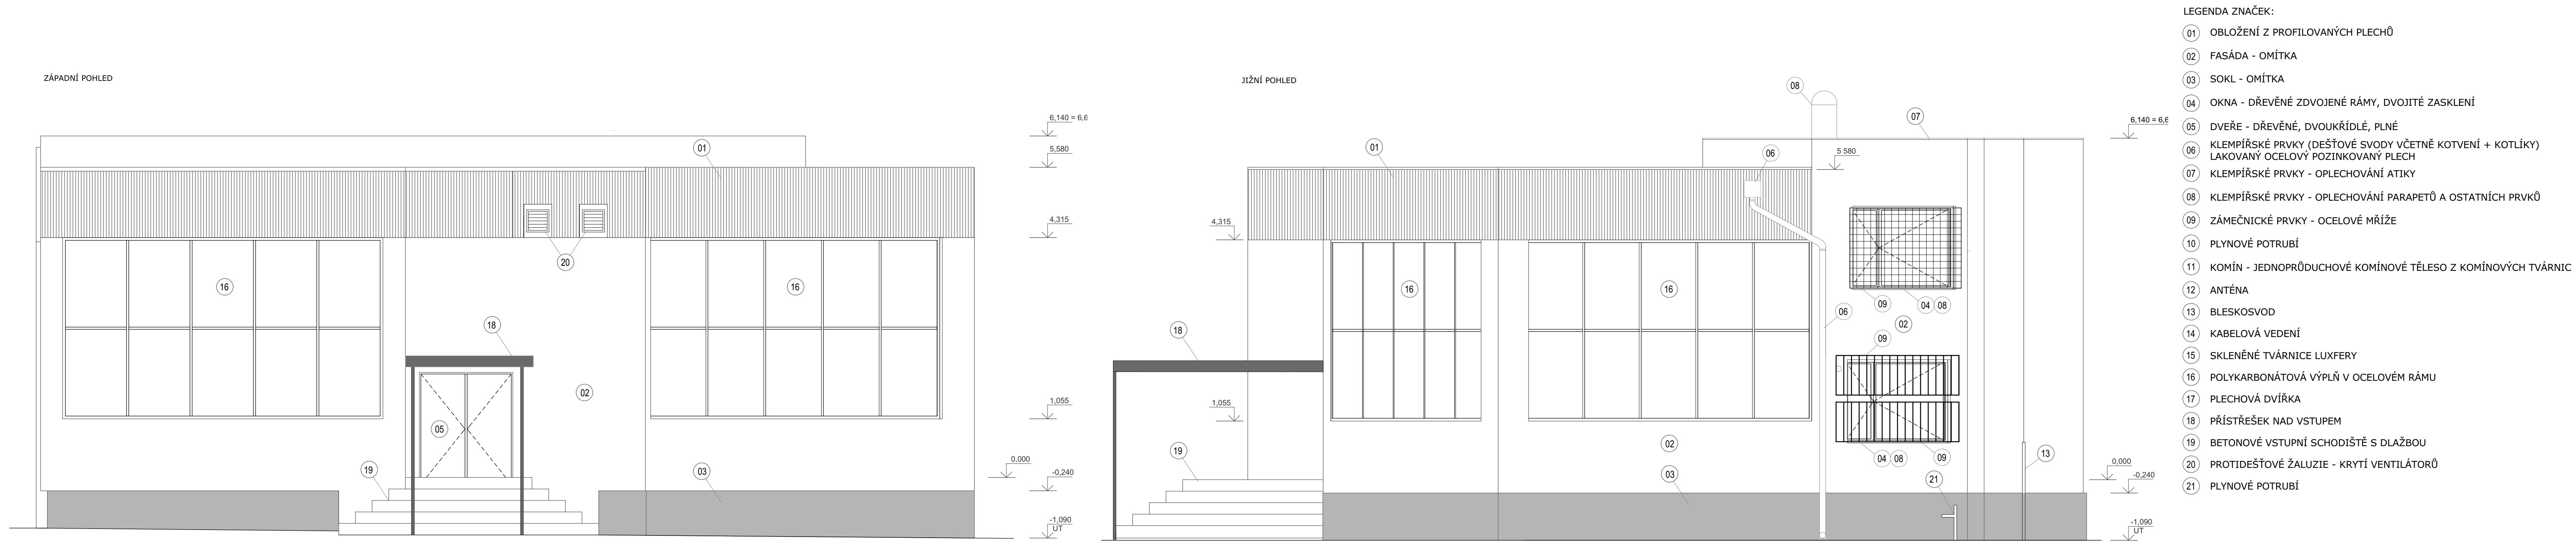 ZÁPADNÍ POHLED
01
16
16
20
18
02
05
19
03
6,140 = 6,6
5,580
4,315
1,055
0,000
-0,240
-1,090
UT
JIŽNÍ POHLED
08
07
01
06
5 580
4,315
16
16
09
04
08
06
02
18
09
1,055
02
19
03
04
08
09
13
21
6,140 = 6,6
0,000
-0,240
-1,090
UT
LEGENDA ZNAČEK:
01 OBLOŽENÍ Z PROFILOVANÝCH PLECHŮ
02 FASÁDA - OMÍTKA
03 SOKL - OMÍTKA
04 OKNA - DŘEVĚNÉ ZDVOJENÉ RÁMY, DVOJITÉ ZASKLENÍ
05 DVEŘE - DŘEVĚNÉ, DVOUKŘÍDLÉ, PLNÉ
06 KLEMPÍŘSKÉ PRVKY (DEŠŤOVÉ SVODY VČETNĚ KOTVENÍ + KOTLÍKY)
LAKOVANÝ OCELOVÝ POZINKOVANÝ PLECH
07 KLEMPÍŘSKÉ PRVKY - OPLECHOVÁNÍ ATIKY
08 KLEMPÍŘSKÉ PRVKY - OPLECHOVÁNÍ PARAPETŮ A OSTATNÍCH PRVKŮ
09 ZÁMEČNICKÉ PRVKY - OCELOVÉ MŘÍŽE
10 PLYNOVÉ POTRUBÍ
11 KOMÍN - JEDNOPRŮDUCHOVÉ KOMÍNOVÉ TĚLESO Z KOMÍNOVÝCH TVÁRNIC
12 ANTÉNA
13 BLESKOSVOD
14 KABELOVÁ VEDENÍ
15 SKLENĚNÉ TVÁRNICE LUXFERY
16 POLYKARBONÁTOVÁ VÝPLŇ V OCELOVÉM RÁMU
17 PLECHOVÁ DVÍŘKA
18 PŘÍSTŘEŠEK NAD VSTUPEM
19 BETONOVÉ VSTUPNÍ SCHODIŠTĚ S DLAŽBOU
20 PROTIDEŠŤOVÉ ŽALUZIE - KRYTÍ VENTILÁTORŮ
21 PLYNOVÉ POTRUBÍ